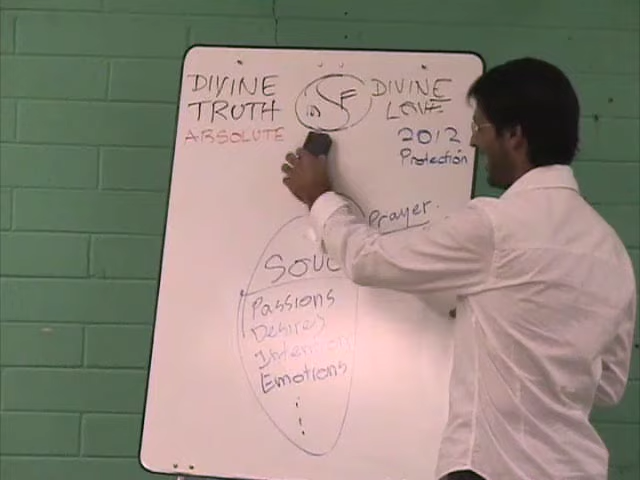 DIVINE
TRUTH
ABSOLUTE
DIVINE
LOVE
2012
Protection
Prayer.
SOUL
Passions
Desires
Intentions
Emotions